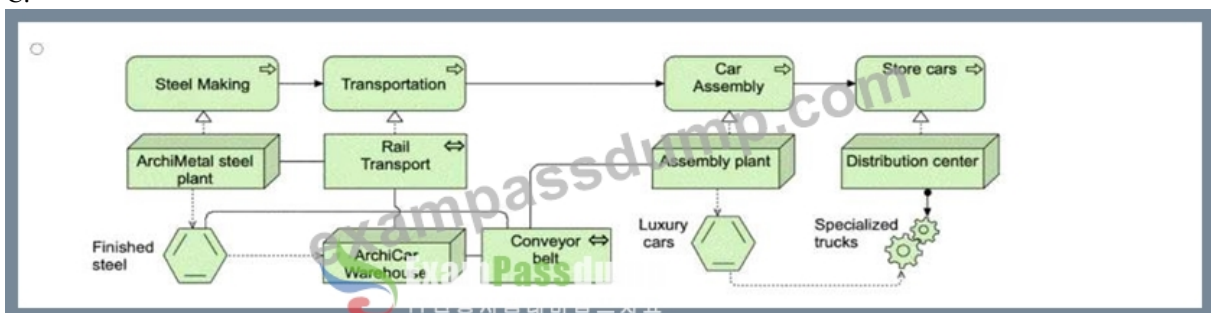 C.
Steel Making
Transportation
Car
Assembly
Store cars
ArchiMetal steel
plant
Rail
Transport
Assembly plant
Distribution center
Finished
steel
ArchiCar
Warehouse
Conveyor
belt
Luxury
cars
Specialized
trucks
exampassdump.com
ExamPassdump